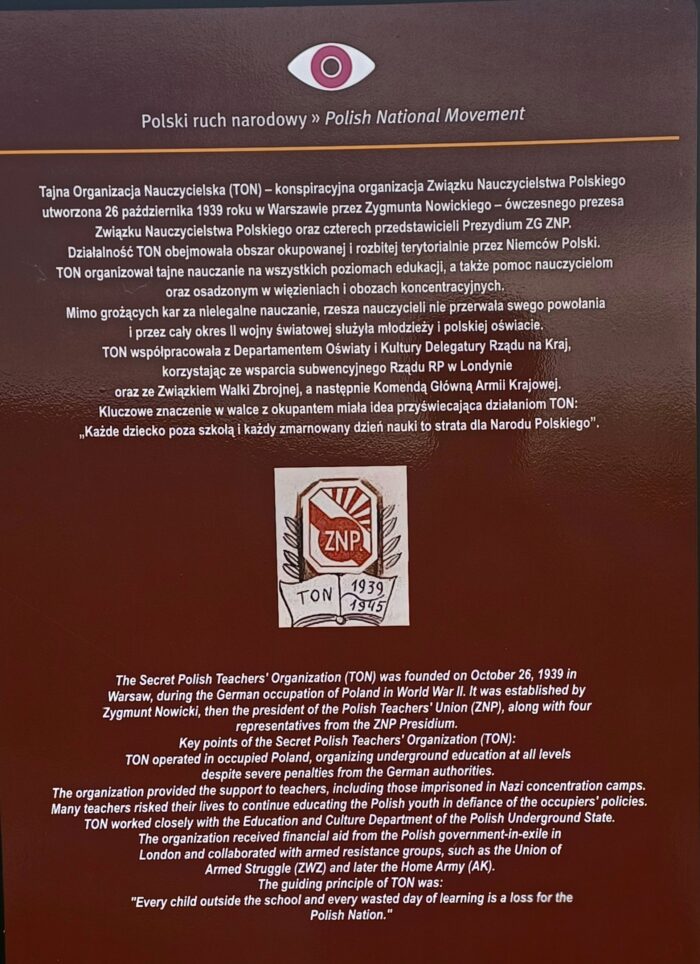 Polski ruch narodowy » Polish National Movement
Tajna Organizacja Nauczycielska (TON) – konspiracyjna organizacja Związku Nauczycielstwa Polskiego
utworzona 26 października 1939 roku w Warszawie przez Zygmunta Nowickiego – ówczesnego prezesa
Związku Nauczycielstwa Polskiego oraz czterech przedstawicieli Prezydium ZG ZNP.
Działalność TON obejmowała obszar okupowanej i rozbitej terytorialnie przez Niemców Polski.
TON organizował tajne nauczanie na wszystkich poziomach edukacji, a także pomoc nauczycielom
oraz osadzonym w więzieniach i obozach koncentracyjnych.
Mimo grożących kar za nielegalne nauczanie, rzesza nauczycieli nie przerwała swego powołania
i przez cały okres II wojny światowej służyła młodzieży i polskiej oświacie.
TON współpracowała z Departamentem Oświaty i Kultury Delegatury Rządu na Kraj,
korzystając ze wsparcia subwencyjnego Rządu RP w Londynie
oraz ze Związkiem Walki Zbrojnej, a następnie Komendą Główną Armii Krajowej.
Kluczowe znaczenie w walce z okupantem miała idea przyświecająca działaniom TON:
„Każde dziecko poza szkołą i każdy zmarnowany dzień nauki to strata dla Narodu Polskiego”.
ZNP
TON 1939
1945
The Secret Polish Teachers' Organization (TON) was founded on October 26, 1939 in
Warsaw, during the German occupation of Poland in World War II. It was established by
Zygmunt Nowicki, then the president of the Polish Teachers' Union (ZNP), along with four
representatives from the ZNP Presidium.
Key points of the Secret Polish Teachers' Organization (TON):
TON operated in occupied Poland, organizing underground education at all levels
despite severe penalties from the German authorities.
The organization provided the support to teachers, including those imprisoned in Nazi concentration camps.
Many teachers risked their lives to continue educating the Polish youth in defiance of the occupiers' policies.
TON worked closely with the Education and Culture Department of the Polish Underground State.
The organization received financial aid from the Polish government-in-exile in
London and collaborated with armed resistance groups, such as the Union of
Armed Struggle (ZWZ) and later the Home Army (AK).
The guiding principle of TON was:
"Every child outside the school and every wasted day of learning is a loss for the
Polish Nation."